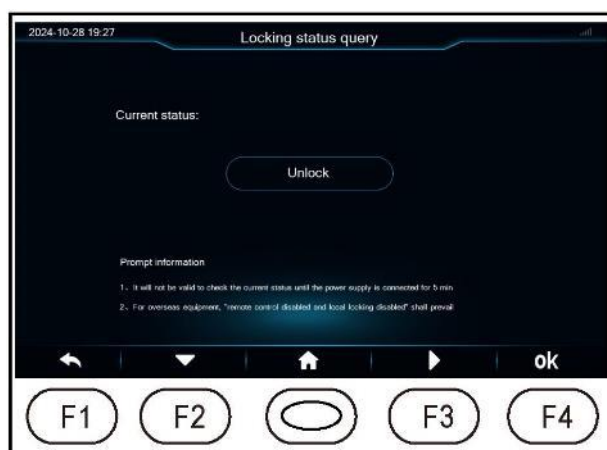 2024-10-28 19:27
Locking status query
Current status:
Unlock
Prompt information
1、It will not be valid to check the current status until the power supply is connected for 5 min
2、For overseas equipment, "remote control disabled and local locking disabled" shall prevail
ok
F1 F2 F3 F4